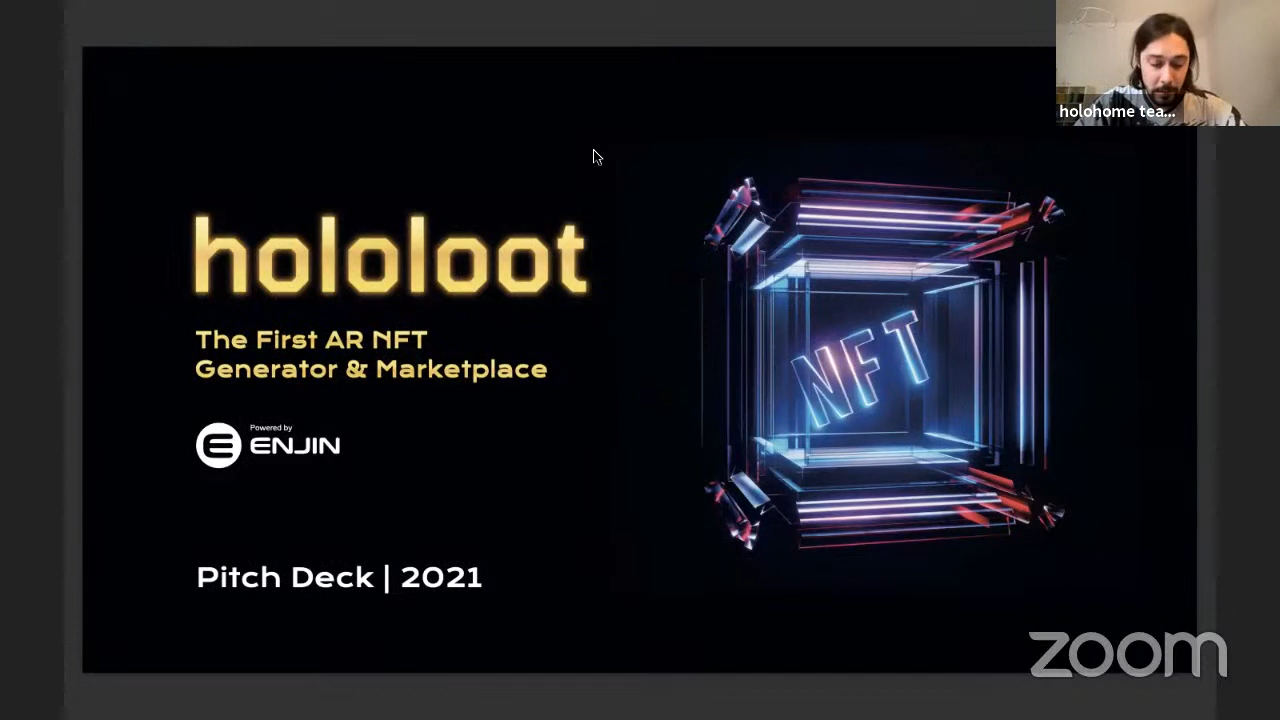 holohome tea...
hololoot
The First AR NFT
Generator & Marketplace
Powered by
ENJIN
NFT
Pitch Deck | 2021
zoom